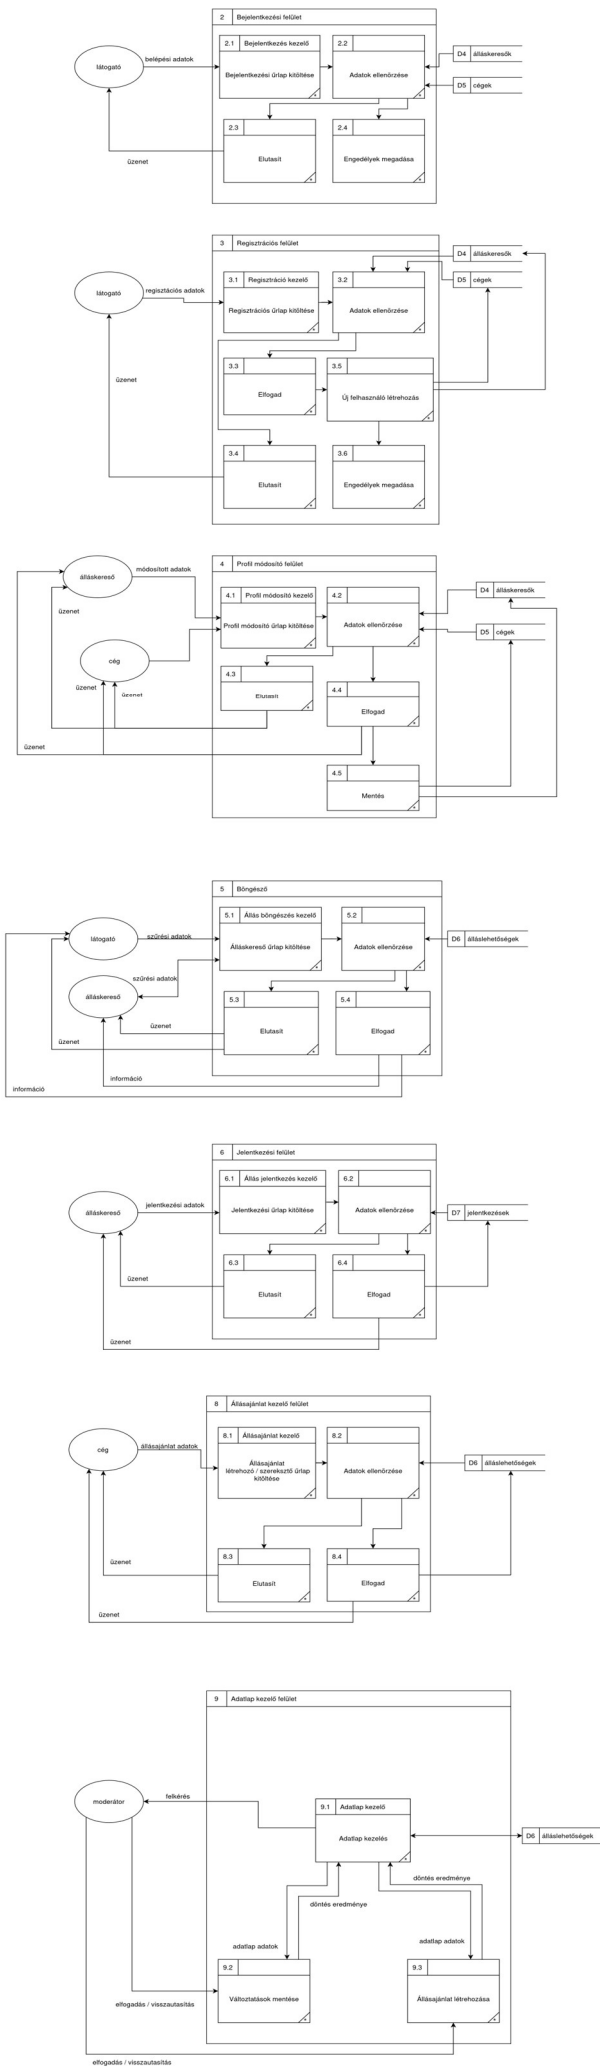 2 Bejelentkezési felület
2.1 Bejelentkezés kezelő
2.2
D4 álláskeresők
látogató
belépési adatok
Bejelentkezési űrlap kitöltése
Adatok ellenőrzése
D5 cégek
2.3
2.4
Elutasít
Engedélyek megadása
üzenet
3 Regisztrációs felület
D4 álláskeresők
3.1 Regisztráció kezelő
3.2
D5 cégek
látogató
regisztációs adatok
Regisztrációs űrlap kitöltése
Adatok ellenőrzése
üzenet
3.3
3.5
Elfogad
Új felhasználó létrehozás
3.4
3.6
Elutasít
Engedélyek megadása
4 Profil módosító felület
módosított adatok
álláskereső
4.1 Profil módosító kezelő
4.2
D4 álláskeresők
üzenet
Profil módosító űrlap kitöltése
Adatok ellenőrzése
D5 cégek
cég
4.3
üzenet
üzenet
Elutasít
4.4
Elfogad
üzenet
4.5
Mentés
5 Böngésző
5.1 Állás böngészés kezelő
5.2
látogató
szűrési adatok
D6 álláslehetőségek
Álláskereső űrlap kitöltése
Adatok ellenőrzése
szűrési adatok
álláskereső
5.3
5.4
üzenet
Elutasít
Elfogad
üzenet
információ
információ
6 Jelentkezési felület
6.1 Állás jelentkezés kezelő
6.2
jelentkezési adatok
álláskereső
Jelentkezési űrlap kitöltése
Adatok ellenőrzése
D7 jelentkezések
6.3
6.4
üzenet
Elutasít
Elfogad
üzenet
8 Állásajánlat kezelő felület
8.1 Állásajánlat kezelő
8.2
cég
állásajánlat adatok
Állásajánlat
létrehozó / szereksztő űrlap
kitöltése
Adatok ellenőrzése
D6 álláslehetőségek
8.3
8.4
üzenet
Elutasít
Elfogad
üzenet
9 Adatlap kezelő felület
moderátor
felkérés
9.1 Adatlap kezelő
Adatlap kezelés
D6 álláslehetőségek
döntés eredménye
döntés eredménye
adatlap adatok
adatlap adatok
9.2
9.3
Változtatások mentése
Állásajánlat létrehozása
elfogadás / visszautasítás
elfogadás / visszautasítás